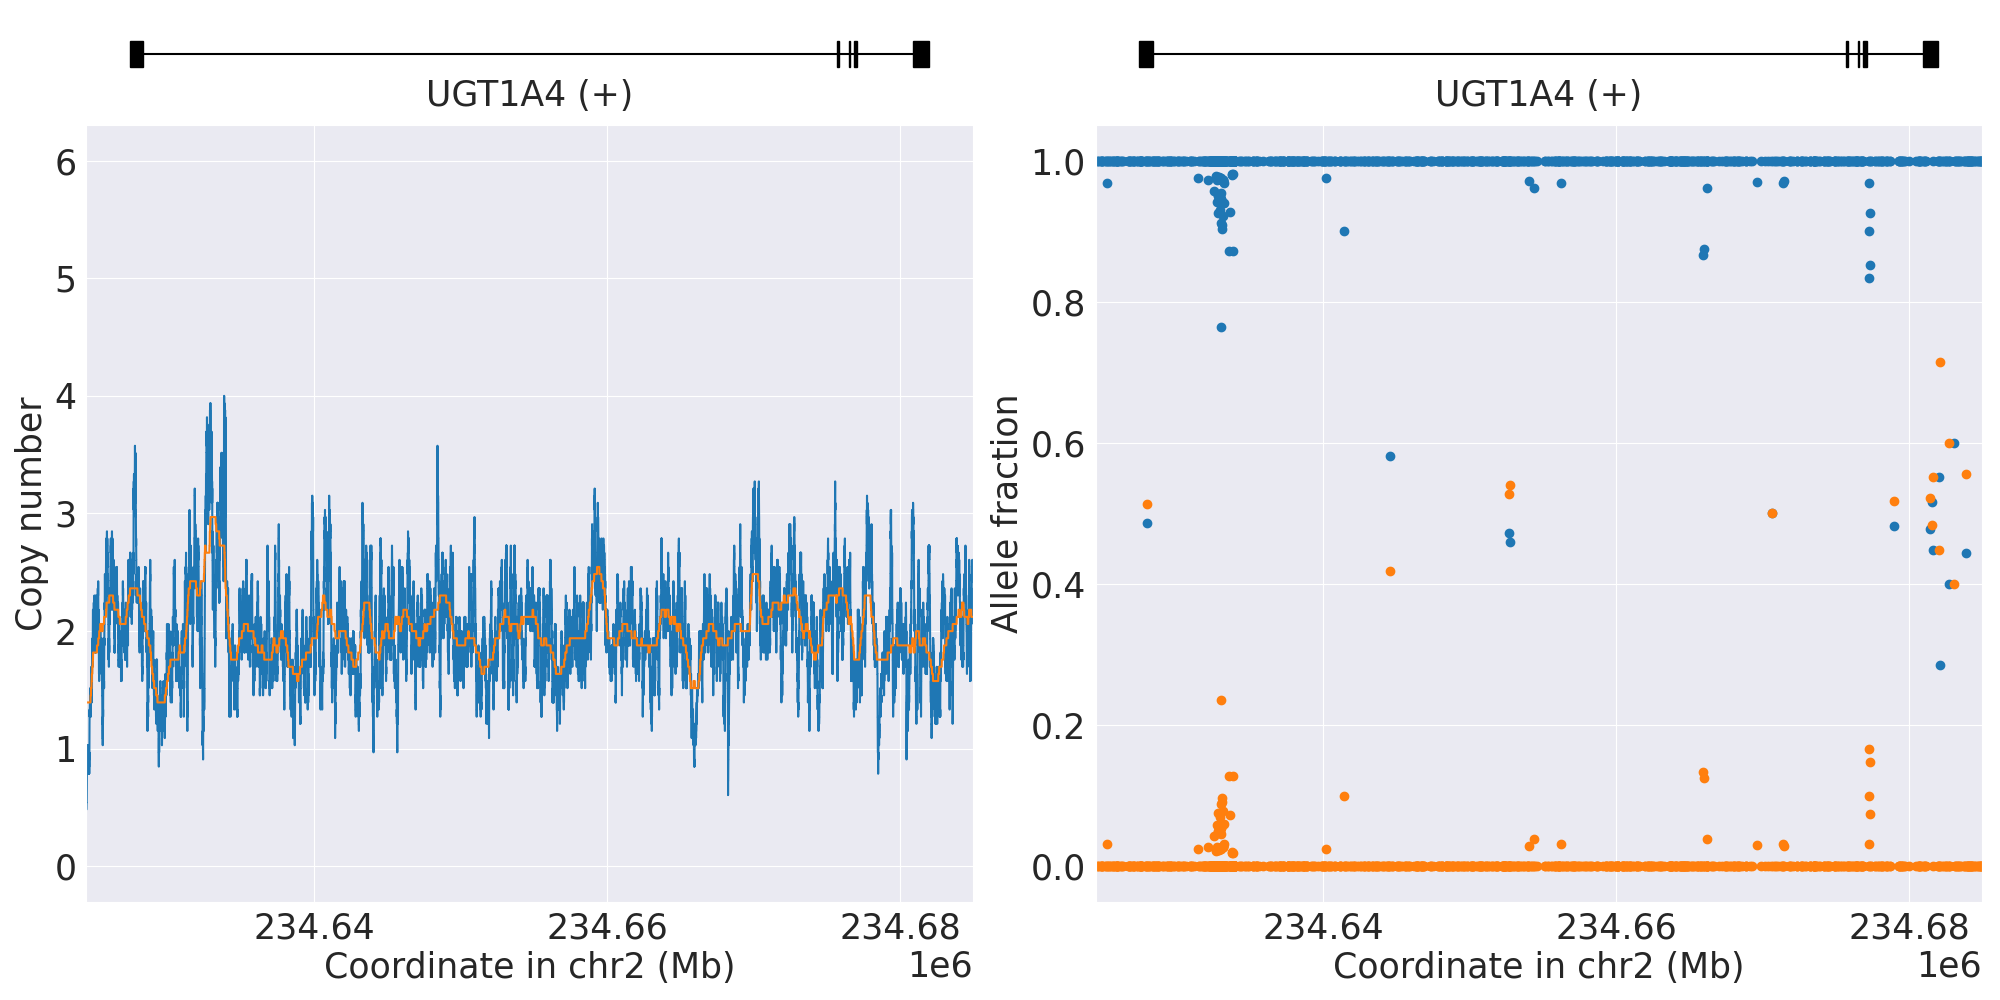 UGT1A4 (+)
6
5
4
3
2
1
0
Copy number
234.64
234.66
234.68
Coordinate in chr2 (Mb)
1e6
UGT1A4 (+)
1.0
0.8
0.6
0.4
0.2
0.0
Allele fraction
234.64
234.66
234.68
Coordinate in chr2 (Mb)
1e6